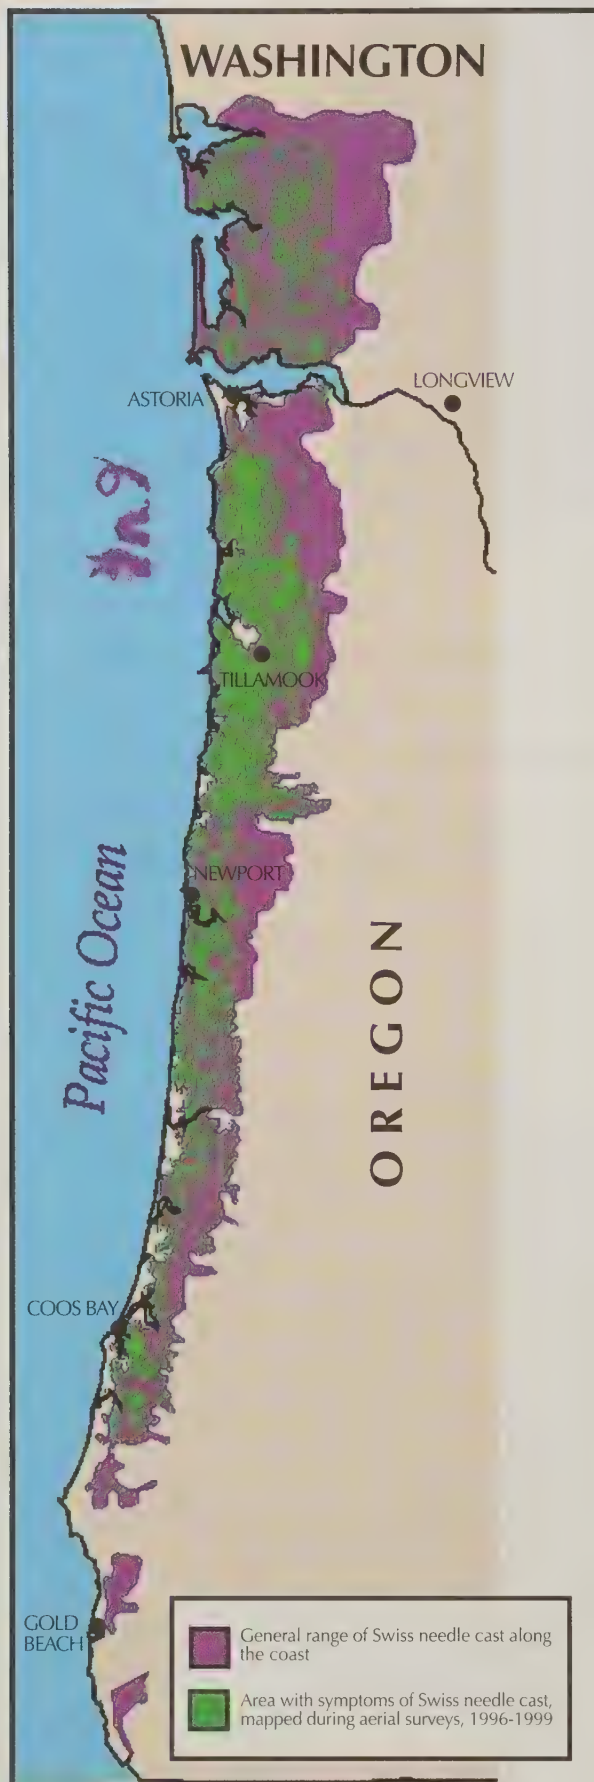 WASHINGTON
LONGVIEW
ASTORIA
TILLAMOOK
NEWPORT
Pacific Ocean
OREGON
COOS BAY
GOLD
BEACH
General range of Swiss needle cast along
the coast
Area with symptoms of Swiss needle cast,
mapped during aerial surveys, 1996-1999